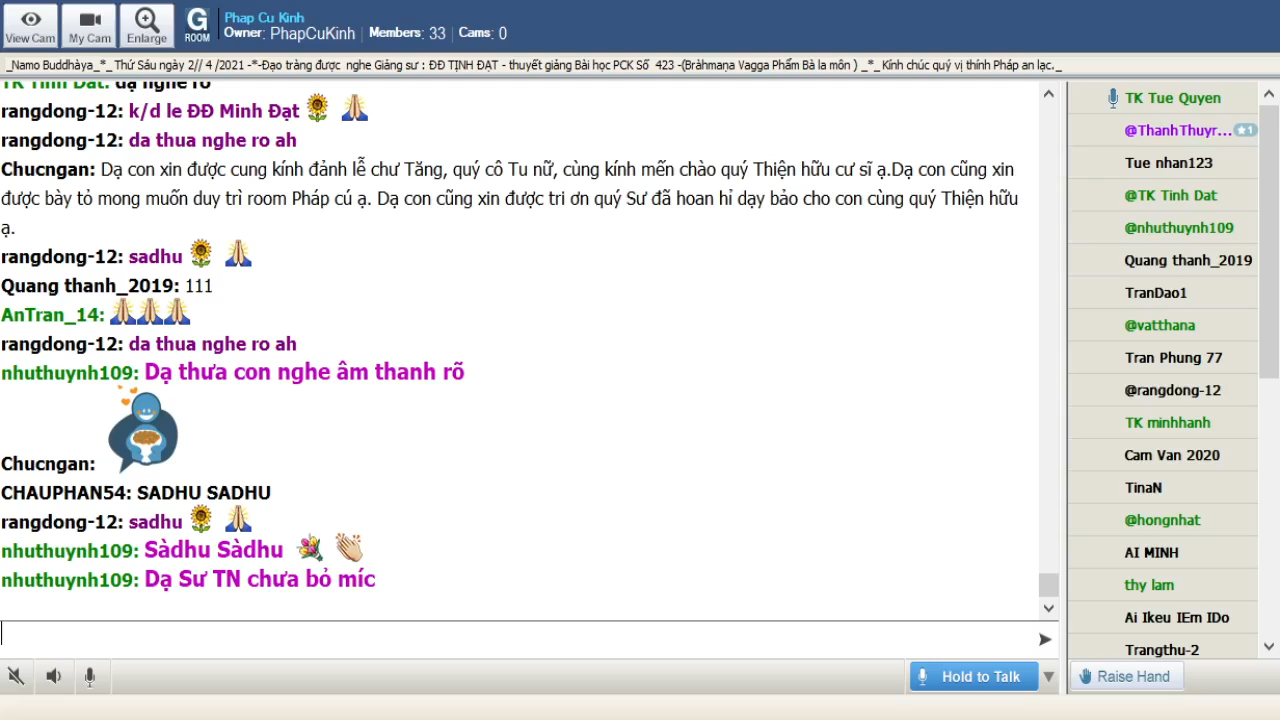 View Cam
My Cam
Enlarge
G
ROOM
Phap Cu Kinh
Owner: PhapCuKinh | Members: 33 | Cams: 0
_Namo Buddhàya_*_ Thứ Sáu ngày 2// 4 /2021 -*-Đạo tràng được nghe Giảng sư : ĐĐ TỊNH ĐẠT - thuyết giảng Bài học PCK Số 423 -(Bràhmaṇa Vagga Phẩm Bà la môn ) _*_ Kính chúc quý vị thính Pháp an lạc._
TK Tinh Dat: dạ nghe rõ
rangdong-12: k/d le ĐĐ Minh Đạt
rangdong-12: da thua nghe ro ah
Chucngan: Dạ con xin được cung kính đảnh lễ chư Tăng, quý cô Tu nữ, cùng kính mến chào quý Thiện hữu cư sĩ ạ.Dạ con cũng xin
được bày tỏ mong muốn duy trì room Pháp cú ạ. Dạ con cũng xin được tri ơn quý Sư đã hoan hỉ dạy bảo cho con cùng quý Thiện hữu
ạ.
rangdong-12: sadhu
Quang thanh_2019: 111
AnTran_14:
rangdong-12: da thua nghe ro ah
nhuthuynh109: Dạ thưa con nghe âm thanh rõ
Chucngan:
CHAUPHAN54: SADHU SADHU
rangdong-12: sadhu
nhuthuynh109: Sàdhu Sàdhu
nhuthuynh109: Dạ Sư TN chưa bỏ míc
Hold to Talk
TK Tue Quyen
@ThanhThuyr... ★1
Tue nhan123
@TK Tinh Dat
@nhuthuynh109
Quang thanh_2019
TranDao1
@vatthana
Tran Phung 77
@rangdong-12
TK minhhanh
Cam Van 2020
TinaN
@hongnhat
AI MINH
thy lam
Ai Ikeu IEm IDo
Trangthu-2
Raise Hand